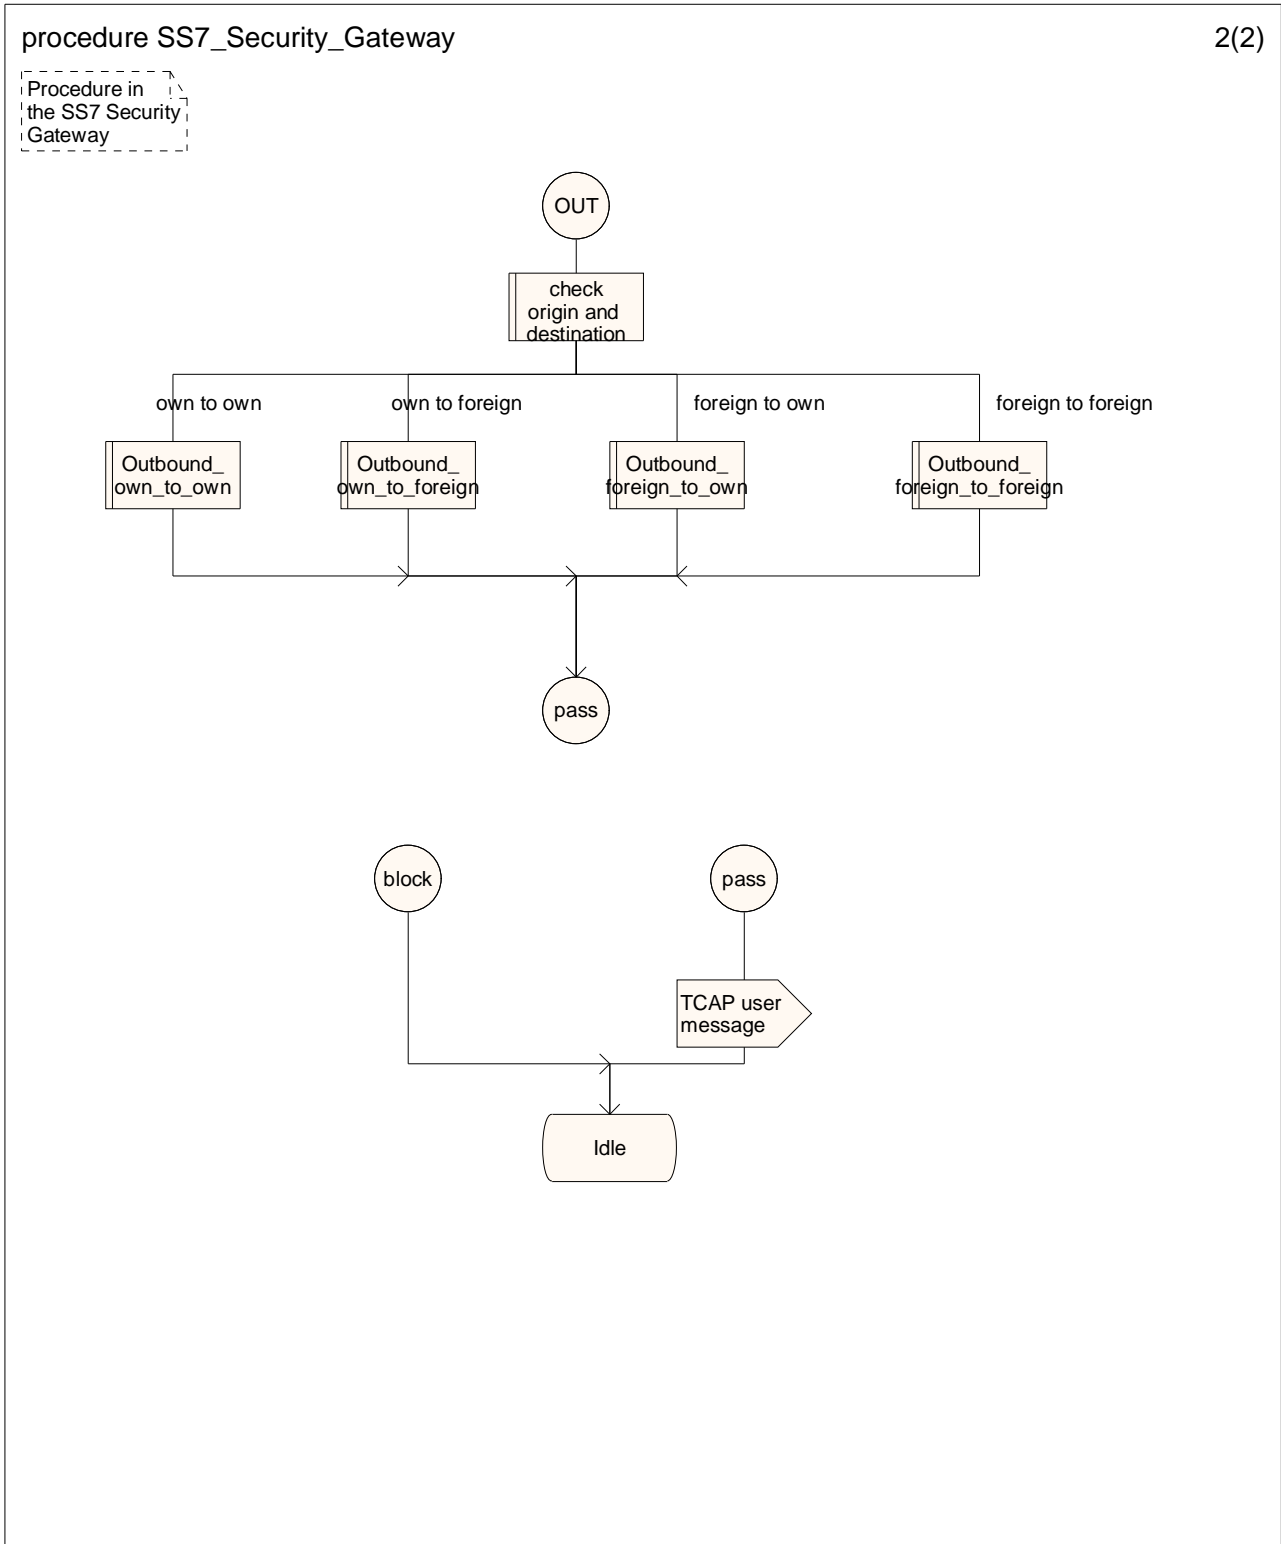 procedure SS7_Security_Gateway
2(2)
Procedure in
the SS7 Security
Gateway
OUT
check
origin and
destination
own to own
own to foreign
foreign to own
foreign to foreign
Outbound_
own_to_own
Outbound_
own_to_foreign
Outbound_
foreign_to_own
Outbound_
foreign_to_foreign
pass
block
pass
TCAP user
message
Idle